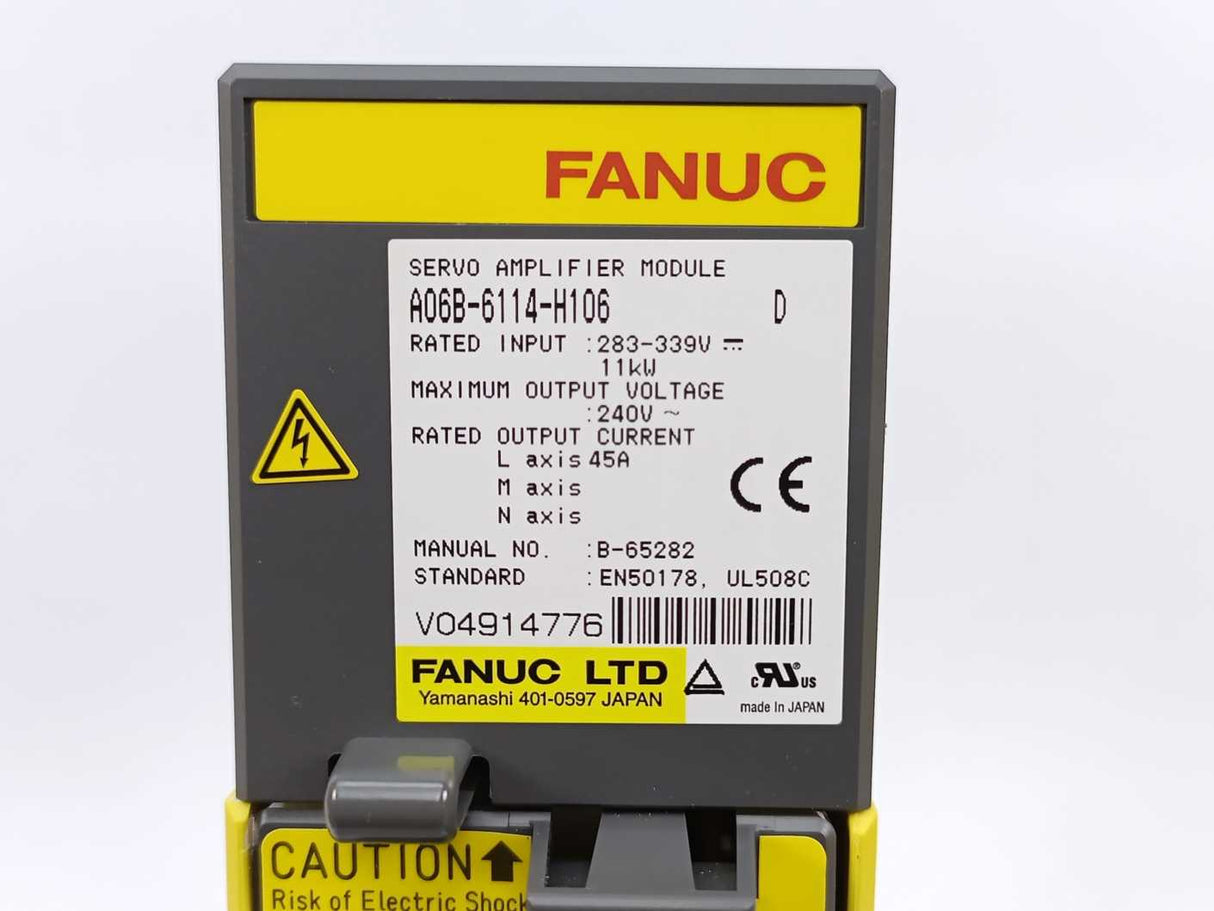 FANUC
SERVO AMPLIFIER MODULE
A06B-6114-H106 D
RATED INPUT :283-339V ⎓
11kW
MAXIMUM OUTPUT VOLTAGE
:240V ~
RATED OUTPUT CURRENT
L axis 45A
M axis
N axis
CE
MANUAL NO. :B-65282
STANDARD :EN50178, UL508C
V04914776
FANUC LTD
Yamanashi 401-0597 JAPAN
c RU ® US
made In JAPAN
CAUTION
Risk of Electric Shock